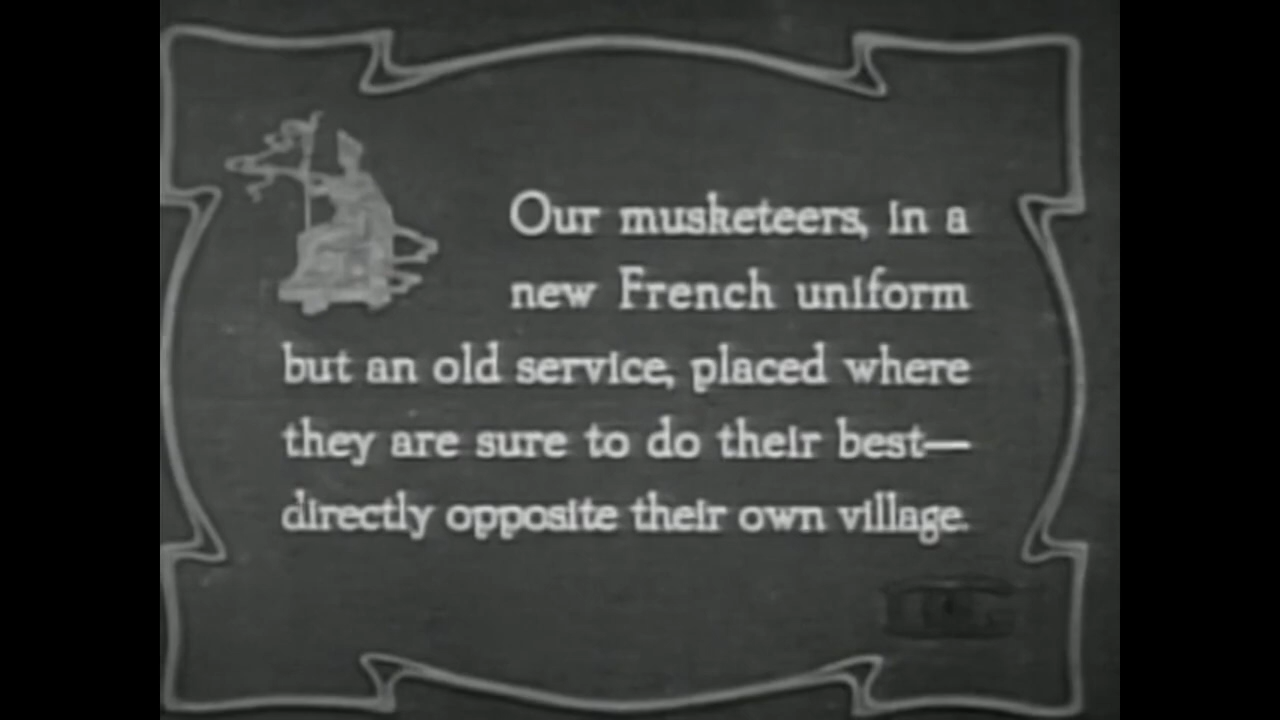 Our musketeers, in a
new French uniform
but an old service, placed where
they are sure to do their best—
directly opposite their own village.